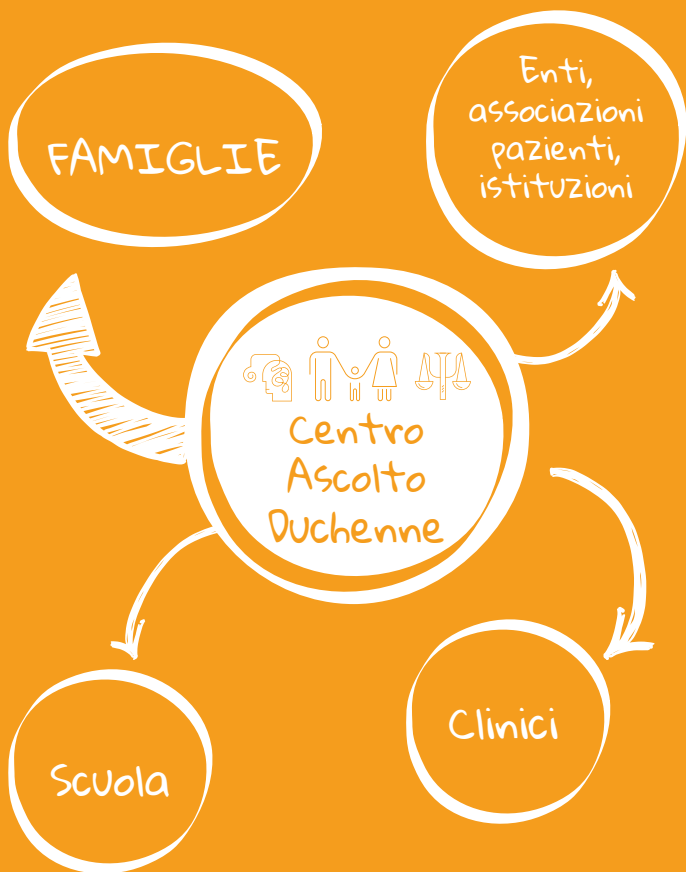 FAMIGLIE
Enti,
associazioni
pazienti,
istituzioni
Centro
Ascolto
Duchenne
Scuola
Clinici